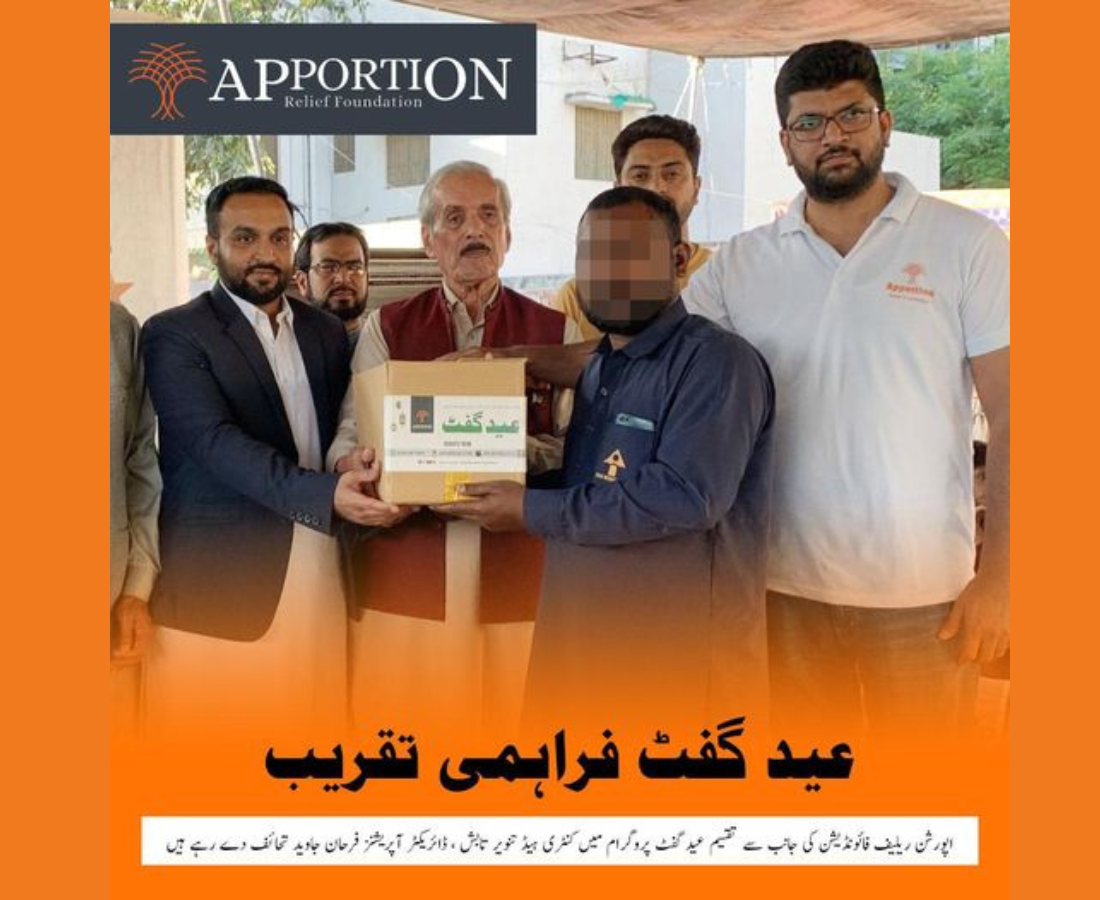 APPORTION
Relief Foundation
Apportion
عید گفٹ
عید گفٹ فراہمی تقریب
اپورشن ریلیف فائونڈیشن کی جانب سے تقسیم عید گفٹ پروگرام میں کنٹری ہیڈ تنویر تابش ، ڈائریکٹر آپریشنز فرحان جاوید تحائف دے رہے ہیں